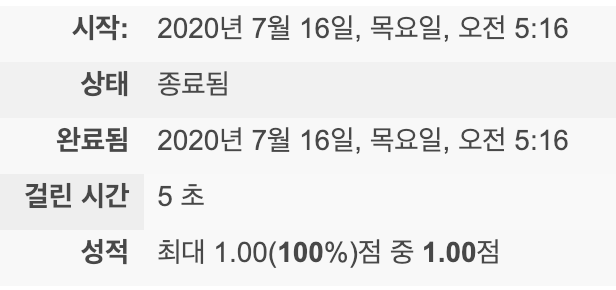 시작: 2020년 7월 16일, 목요일, 오전 5:16
상태 종료됨
완료됨 2020년 7월 16일, 목요일, 오전 5:16
걸린 시간 5 초
성적 최대 1.00(100%)점 중 1.00점